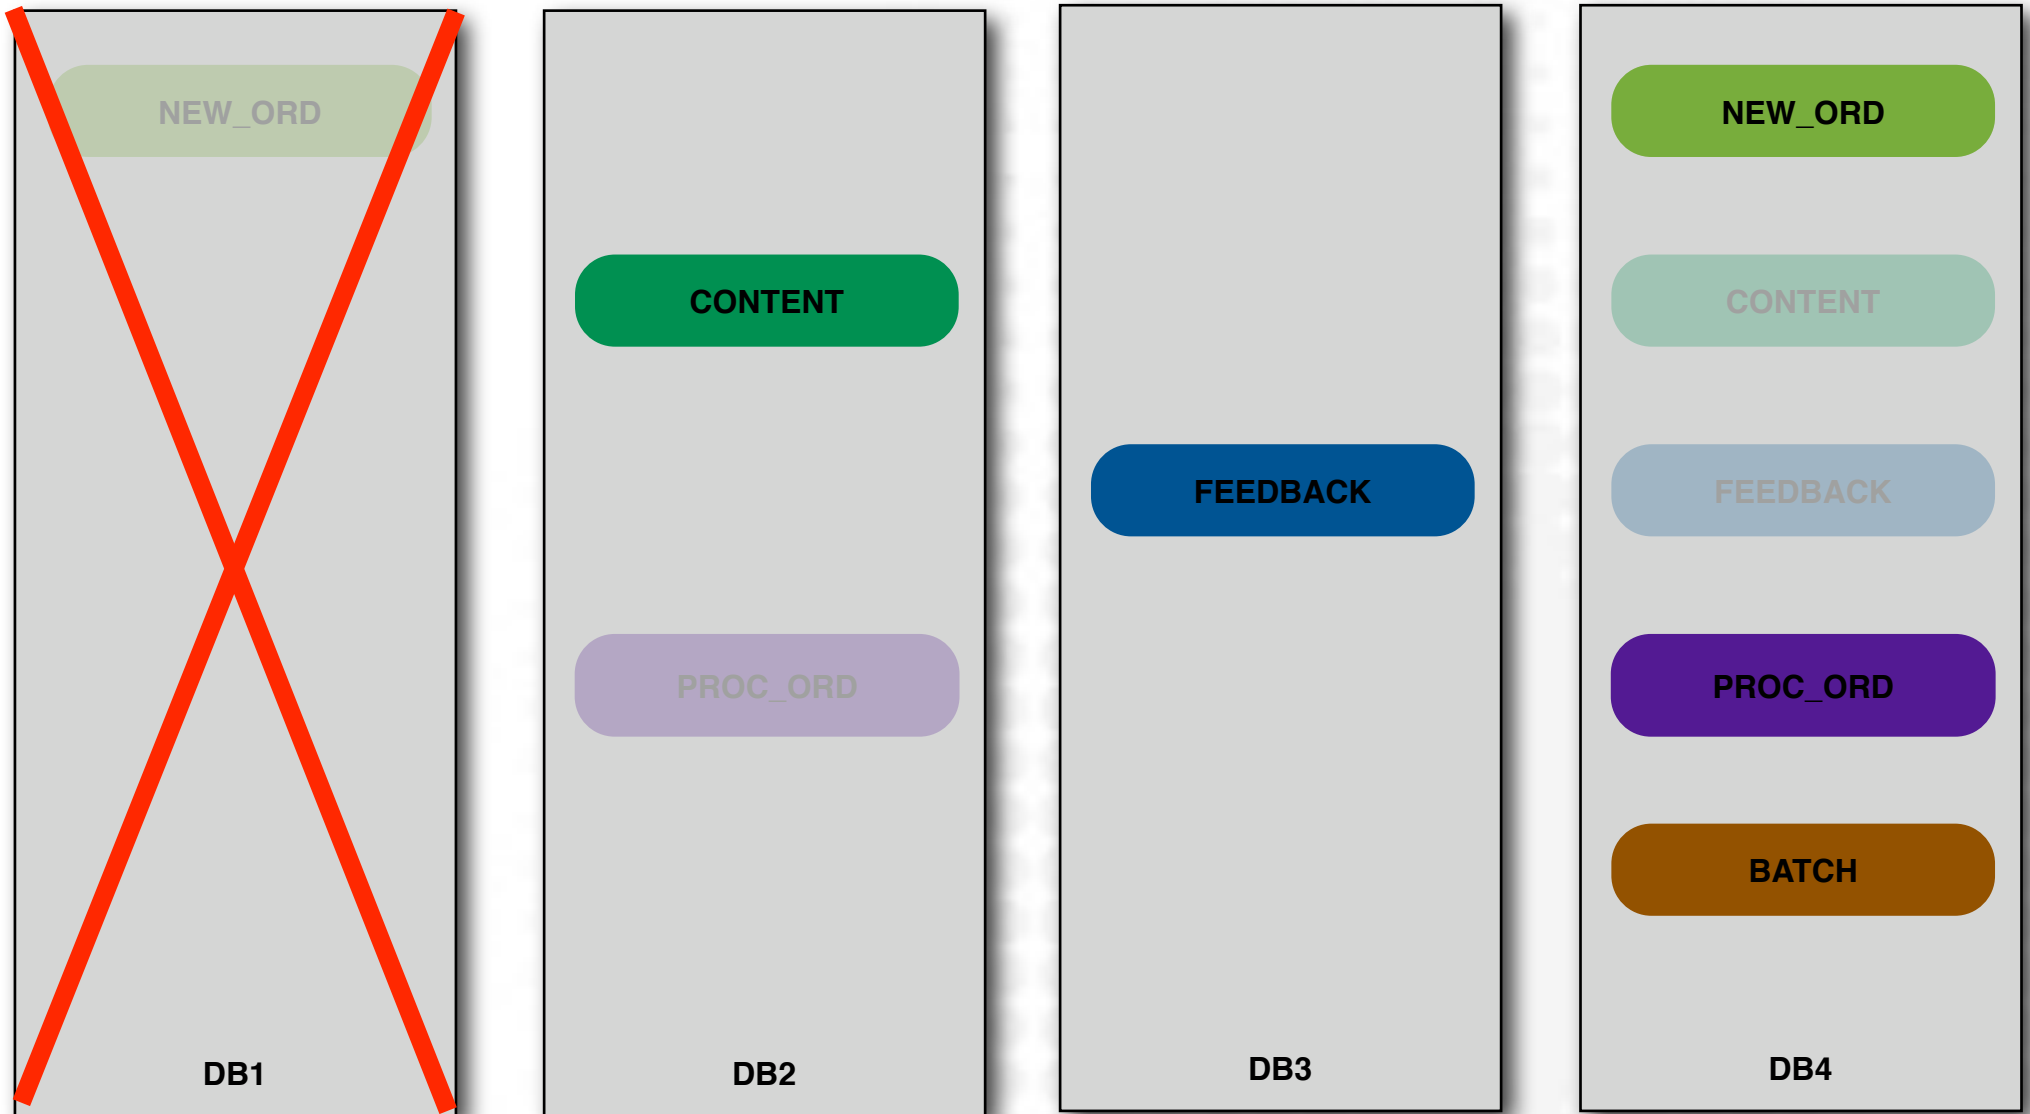 NEW_ORD
DB1
CONTENT
PROC_ORD
DB2
FEEDBACK
DB3
NEW_ORD
CONTENT
FEEDBACK
PROC_ORD
BATCH
DB4